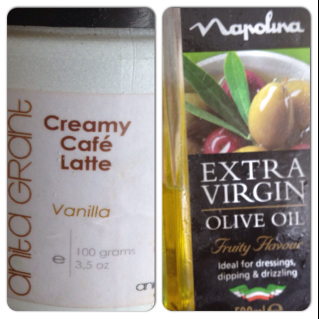 anita GRANT
Creamy
Café
Latte
Vanilla
e
100 grams
3,5 oz
Napolina
EXTRA
VIRGIN
OLIVE OIL
Fruity Flavour
Ideal for dressings,
dipping & drizzling